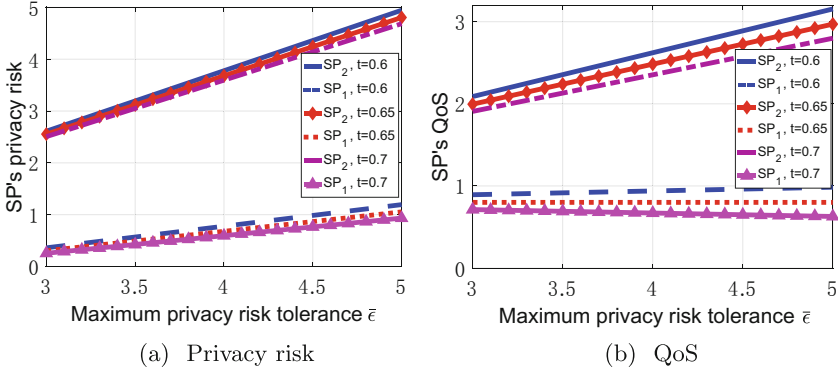 5
4
3
2
1
0
SP's privacy risk
SP2, t=0.6
SP1, t=0.6
SP2, t=0.65
SP1, t=0.65
SP2, t=0.7
SP1, t=0.7
3 3.5 4 4.5 5
Maximum privacy risk tolerance ε̄
(a) Privacy risk
3
2
1
0
SP's QoS
SP2, t=0.6
SP1, t=0.6
SP2, t=0.65
SP1, t=0.65
SP2, t=0.7
SP1, t=0.7
3 3.5 4 4.5 5
Maximum privacy risk tolerance ε̄
(b) QoS